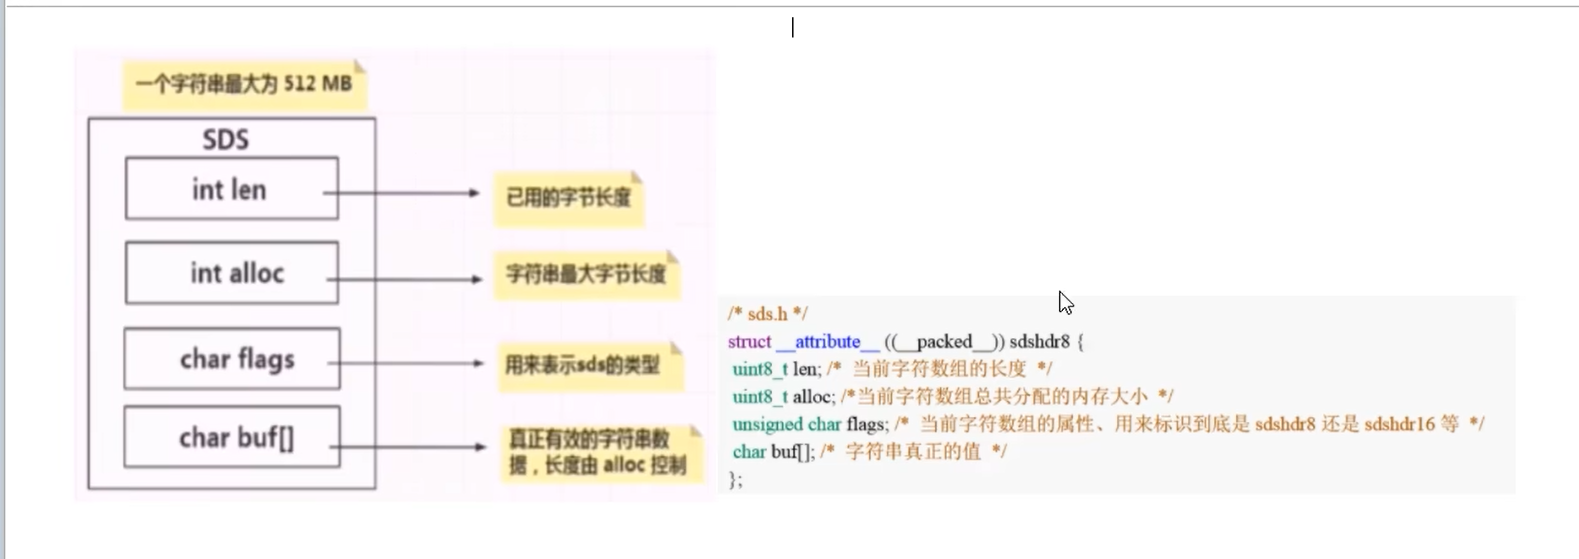 一个字符串最大为 512 MB
SDS
int len
已用的字节长度
int alloc
字符串最大字节长度
char flags
用来表示sds的类型
char buf[]
真正有效的字符串数
据，长度由 alloc 控制
/* sds.h */
struct __attribute__ ((__packed__)) sdshdr8 {
uint8_t len; /* 当前字符数组的长度 */
uint8_t alloc; /*当前字符数组总共分配的内存大小 */
unsigned char flags; /* 当前字符数组的属性、用来标识到底是 sdshdr8 还是 sdshdr16 等 */
char buf[]; /* 字符串真正的值 */
};